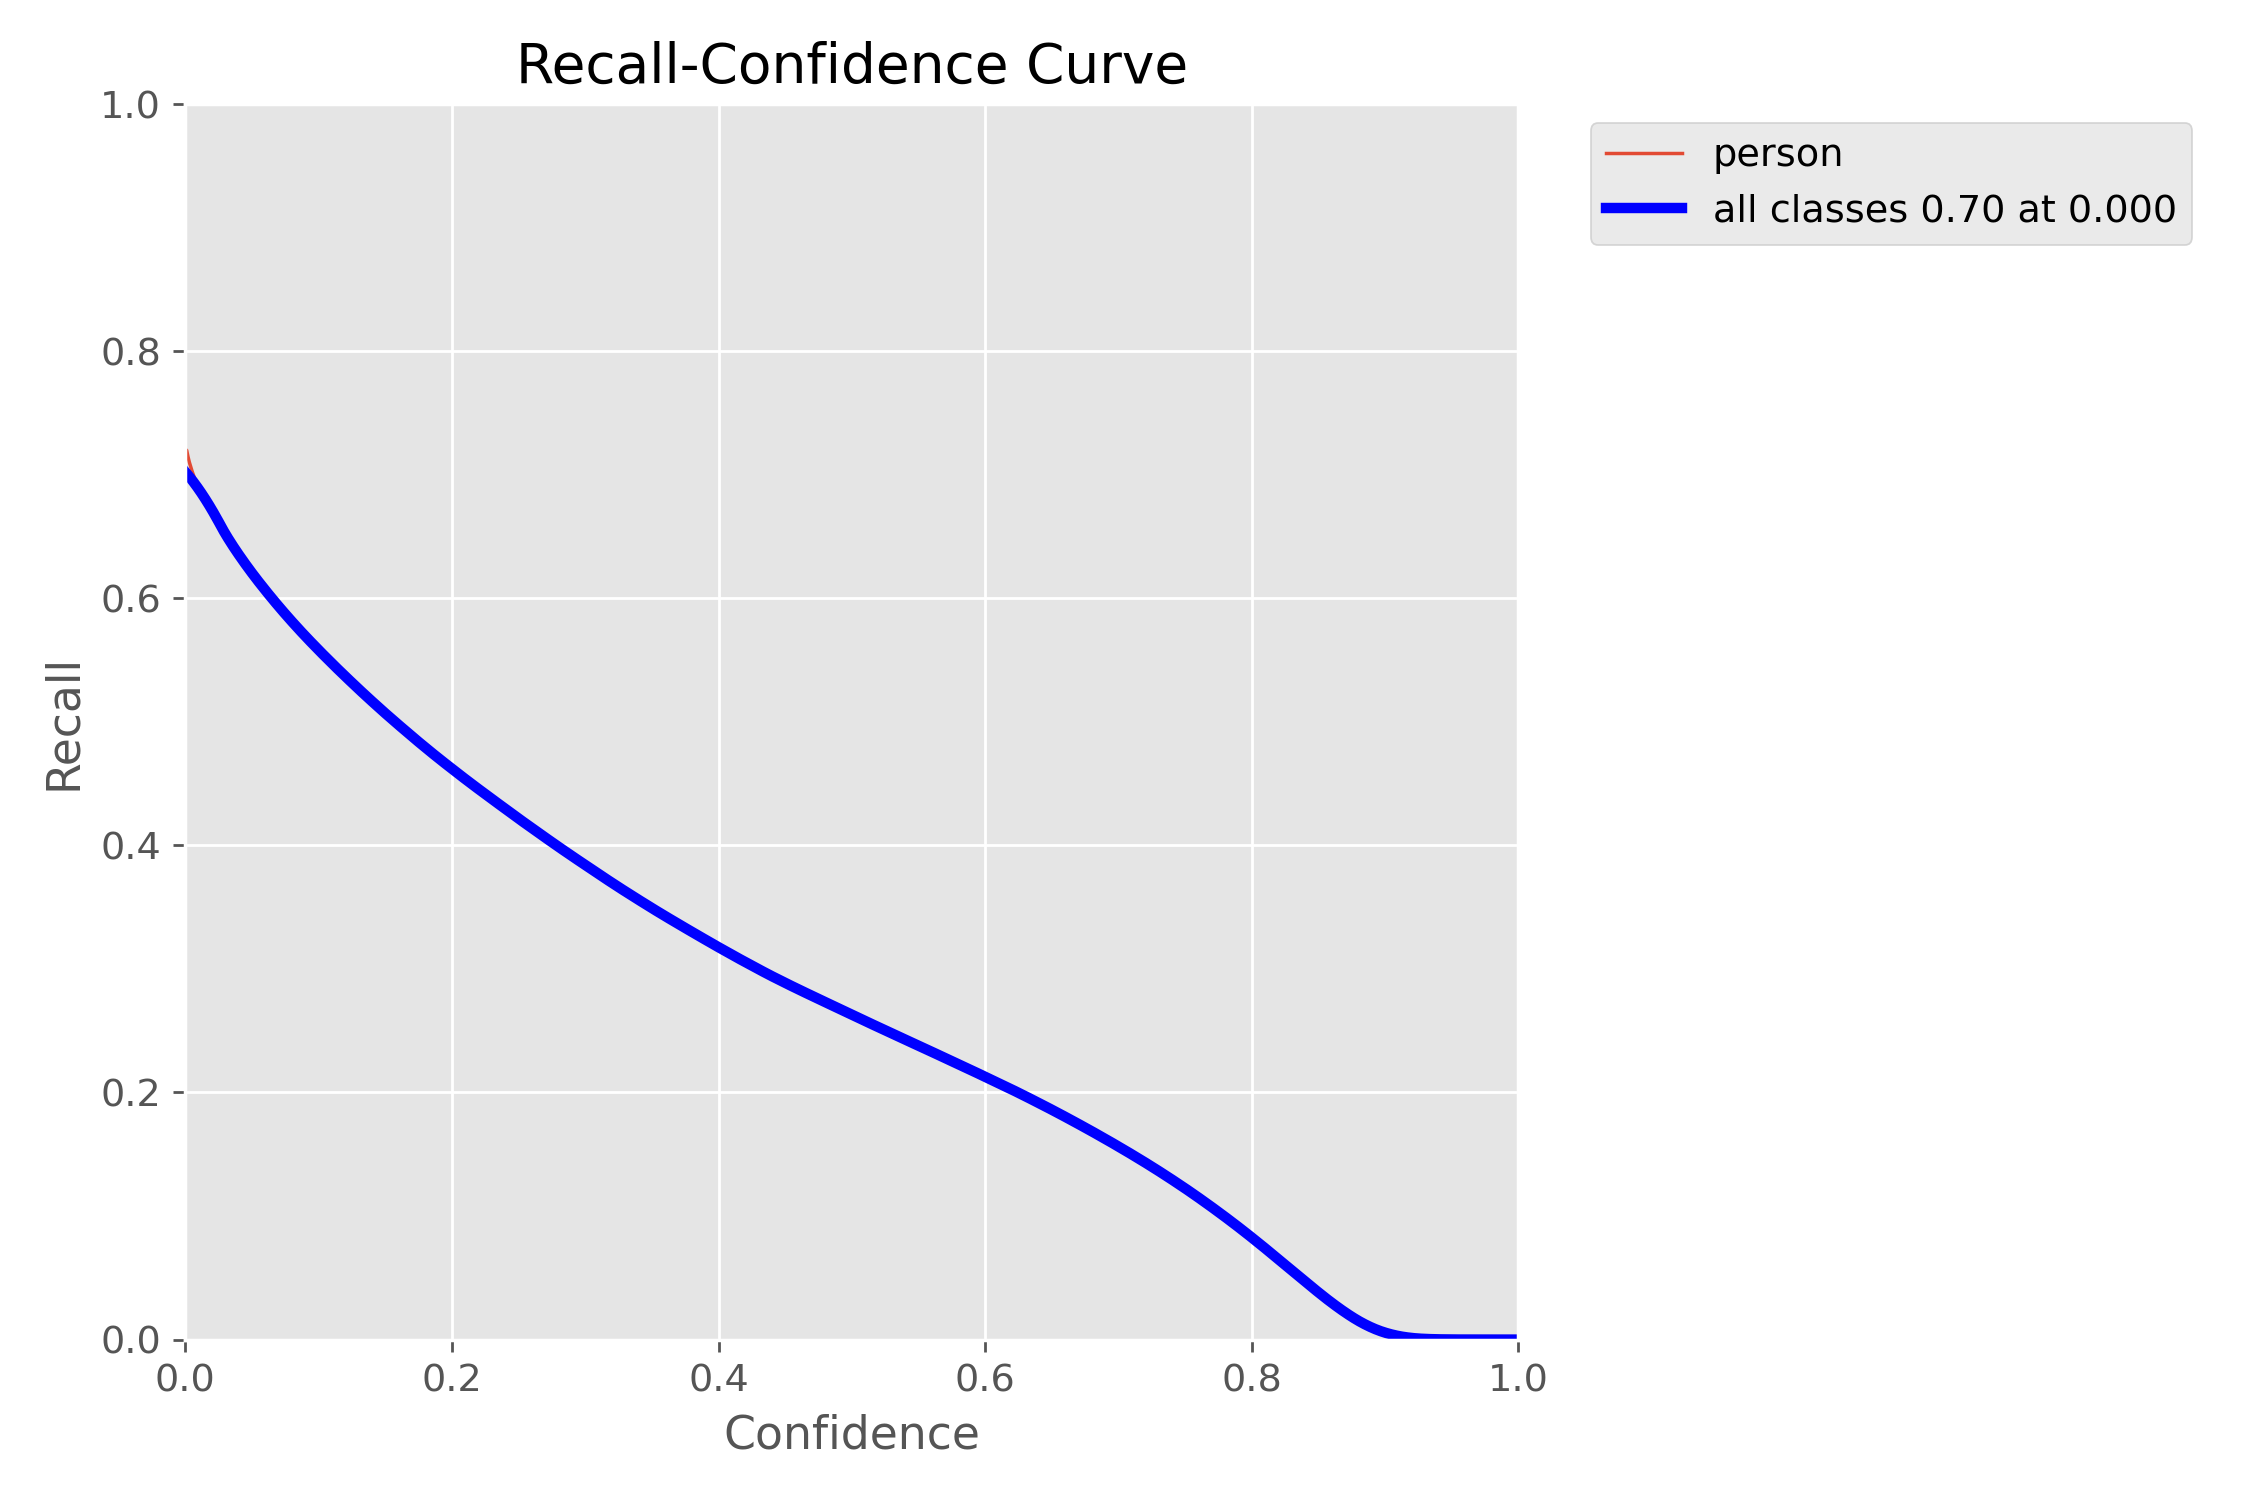 Recall-Confidence Curve
1.0
0.8
0.6
0.4
0.2
0.0
Recall
0.0 0.2 0.4 0.6 0.8 1.0
Confidence
person
all classes 0.70 at 0.000